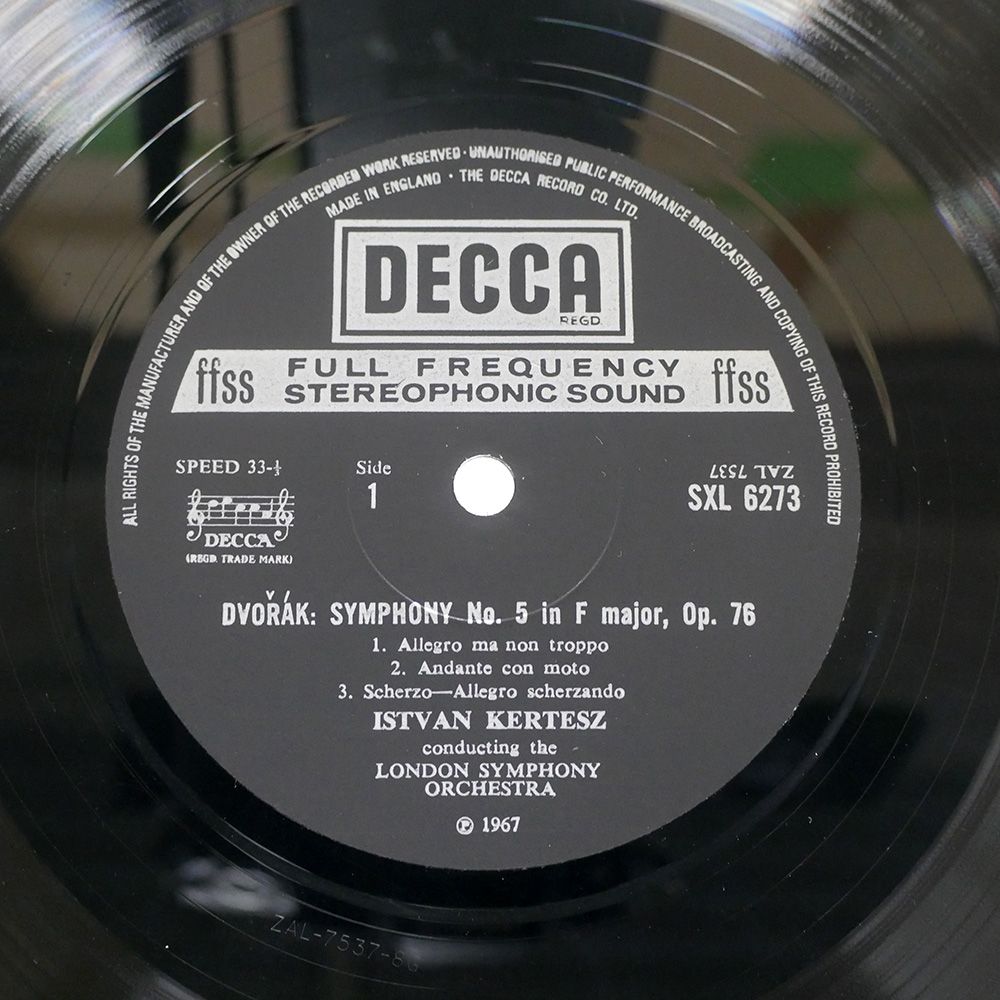 ALL RIGHTS OF THE MANUFACTURER AND OF THE OWNER OF THE RECORDED WORK RESERVED · UNAUTHORISED PUBLIC PERFORMANCE BROADCASTING AND COPYING OF THIS RECORD PROHIBITED
MADE IN ENGLAND · THE DECCA RECORD CO. LTD.
DECCA
REGD.
ffss FULL FREQUENCY STEREOPHONIC SOUND ffss
SPEED 33-⅓
Side
1
ZAL 7537
SXL 6273
DECCA
(REGD. TRADE MARK)
DVOŘÁK: SYMPHONY No. 5 in F major, Op. 76
1. Allegro ma non troppo
2. Andante con moto
3. Scherzo—Allegro scherzando
ISTVAN KERTESZ
conducting the
LONDON SYMPHONY
ORCHESTRA
℗ 1967
ZAL-7537-8G